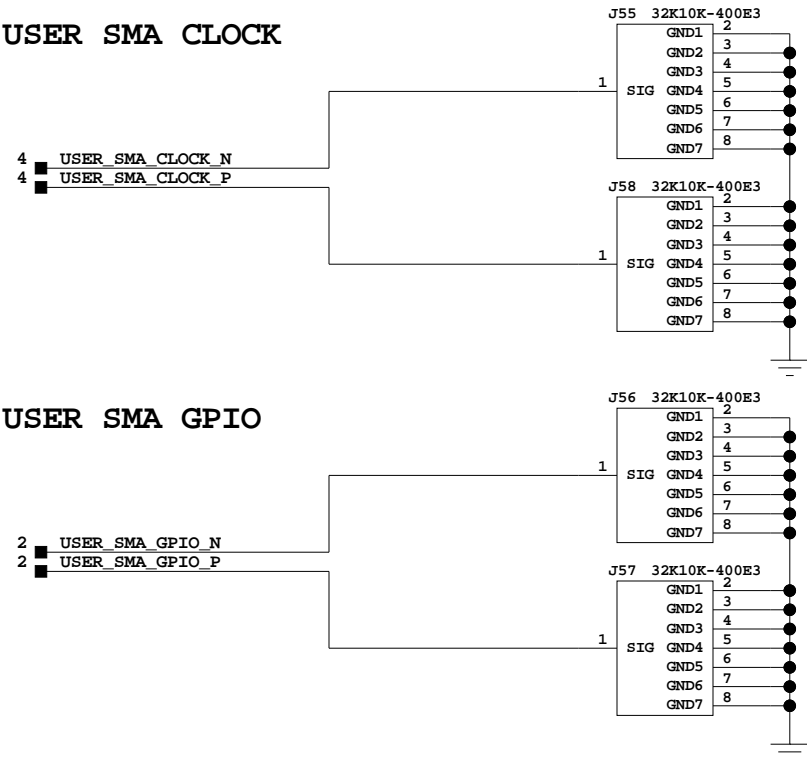 USER SMA CLOCK
J55 32K10K-400E3
GND1 2
GND2 3
GND3 4
1 SIG GND4 5
GND5 6
GND6 7
GND7 8
4 USER_SMA_CLOCK_N
4 USER_SMA_CLOCK_P
J58 32K10K-400E3
GND1 2
GND2 3
GND3 4
1 SIG GND4 5
GND5 6
GND6 7
GND7 8
USER SMA GPIO
J56 32K10K-400E3
GND1 2
GND2 3
GND3 4
1 SIG GND4 5
GND5 6
GND6 7
GND7 8
2 USER_SMA_GPIO_N
2 USER_SMA_GPIO_P
J57 32K10K-400E3
GND1 2
GND2 3
GND3 4
1 SIG GND4 5
GND5 6
GND6 7
GND7 8